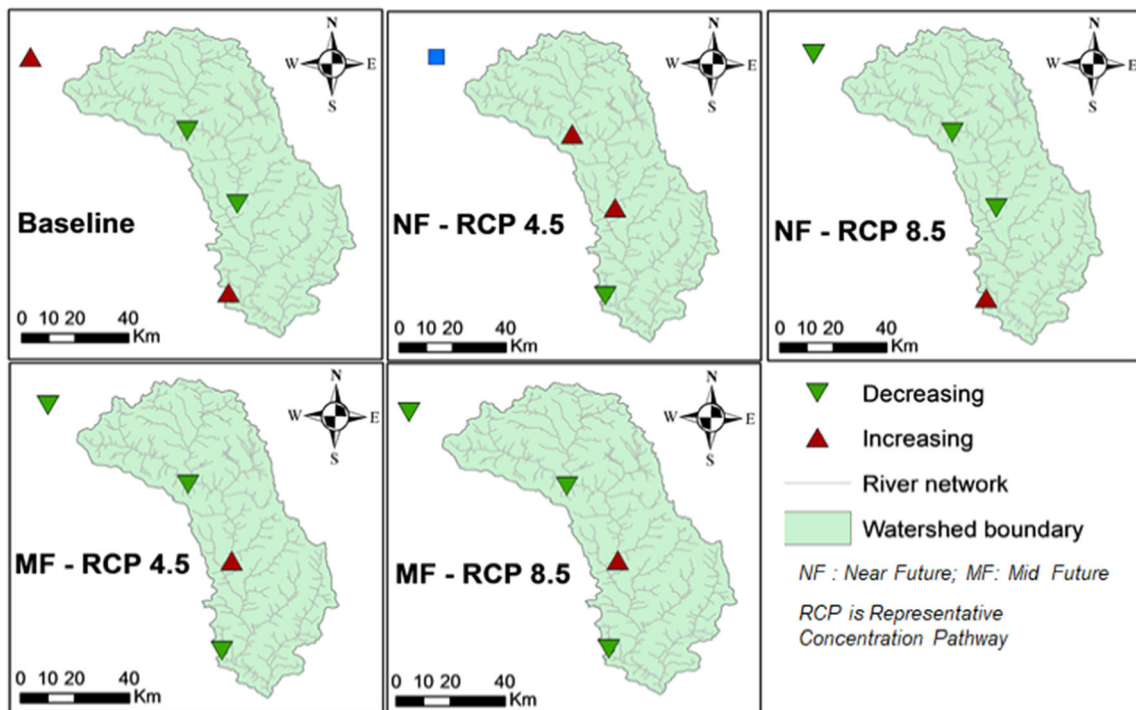 N
W E
S
Baseline
0 10 20 40
Km
N
W E
S
NF - RCP 4.5
0 10 20 40
Km
N
W E
S
NF - RCP 8.5
0 10 20 40
Km
N
W E
S
MF - RCP 4.5
0 10 20 40
Km
N
W E
S
MF - RCP 8.5
0 10 20 40
Km
Decreasing
Increasing
River network
Watershed boundary
NF : Near Future; MF: Mid Future
RCP is Representative
Concentration Pathway